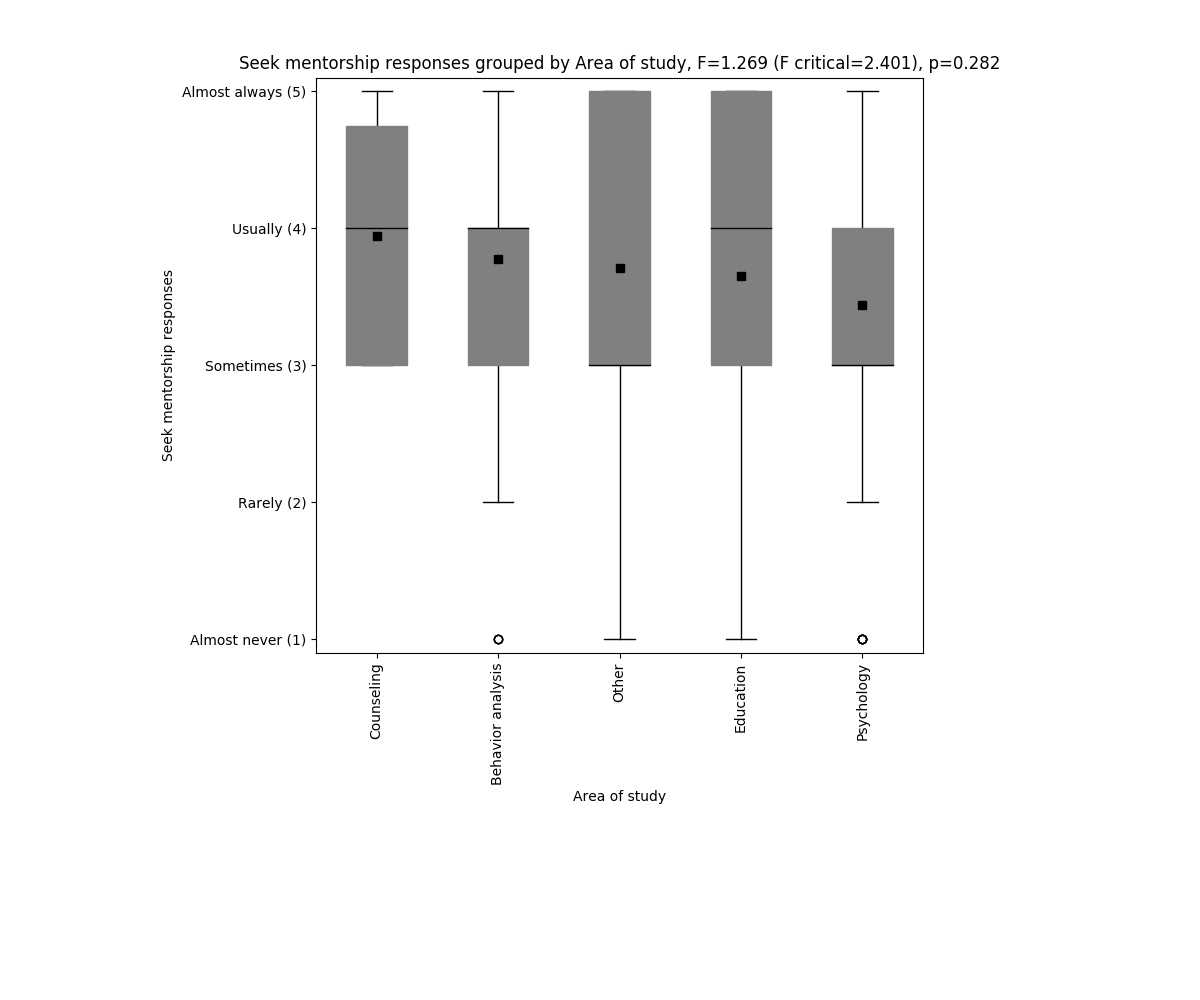 Seek mentorship responses grouped by Area of study, F=1.269 (F critical=2.401), p=0.282
Almost always (5)
Usually (4)
Sometimes (3)
Rarely (2)
Almost never (1)
Seek mentorship responses
Counseling
Behavior analysis
Other
Education
Psychology
Area of study